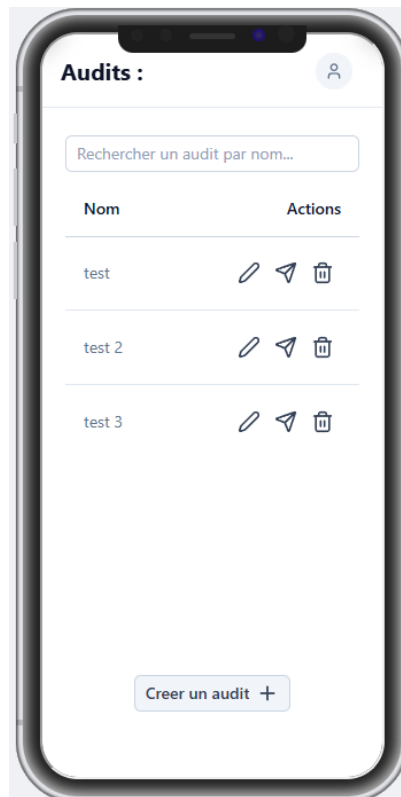 Audits :
Rechercher un audit par nom...
Nom Actions
test
test 2
test 3
Creer un audit +